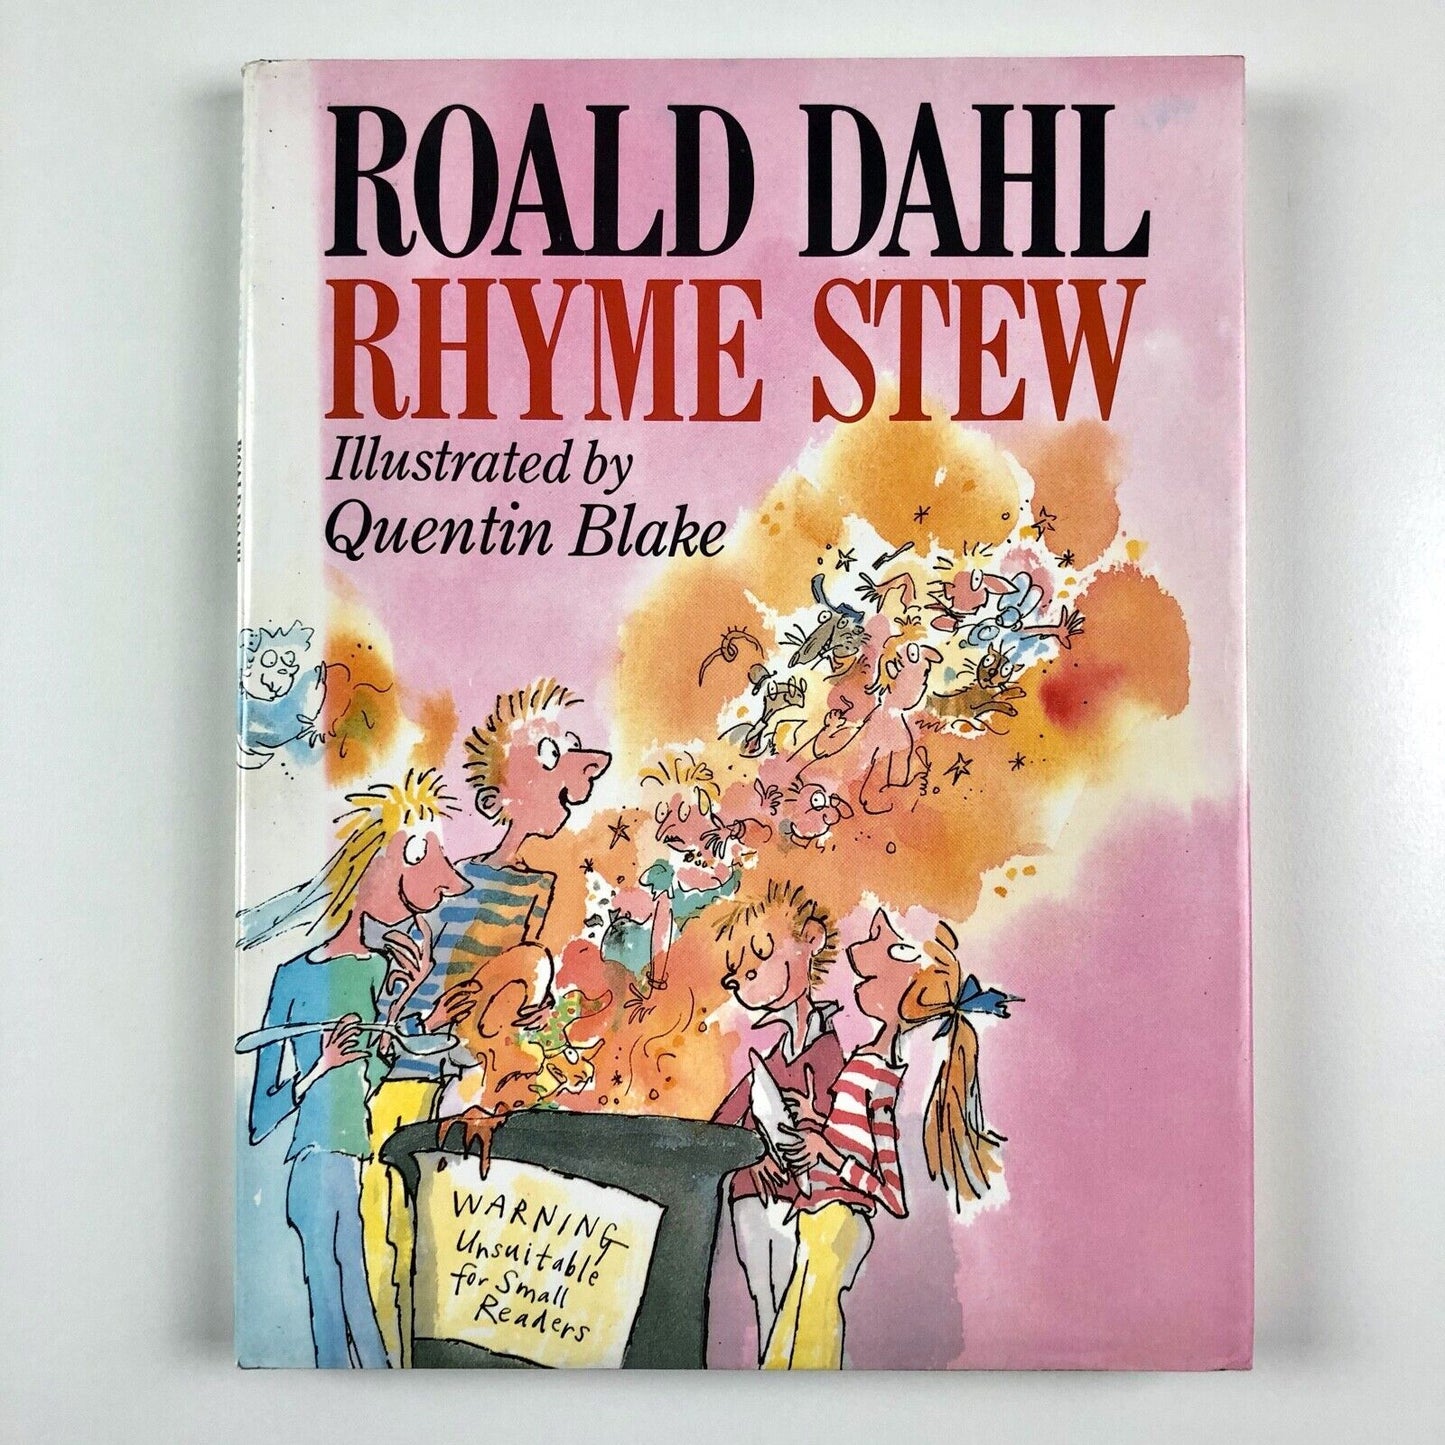 ROALD DAHL
RHYME STEW
Illustrated by
Quentin Blake
WARNING
Unsuitable
for Small
Readers